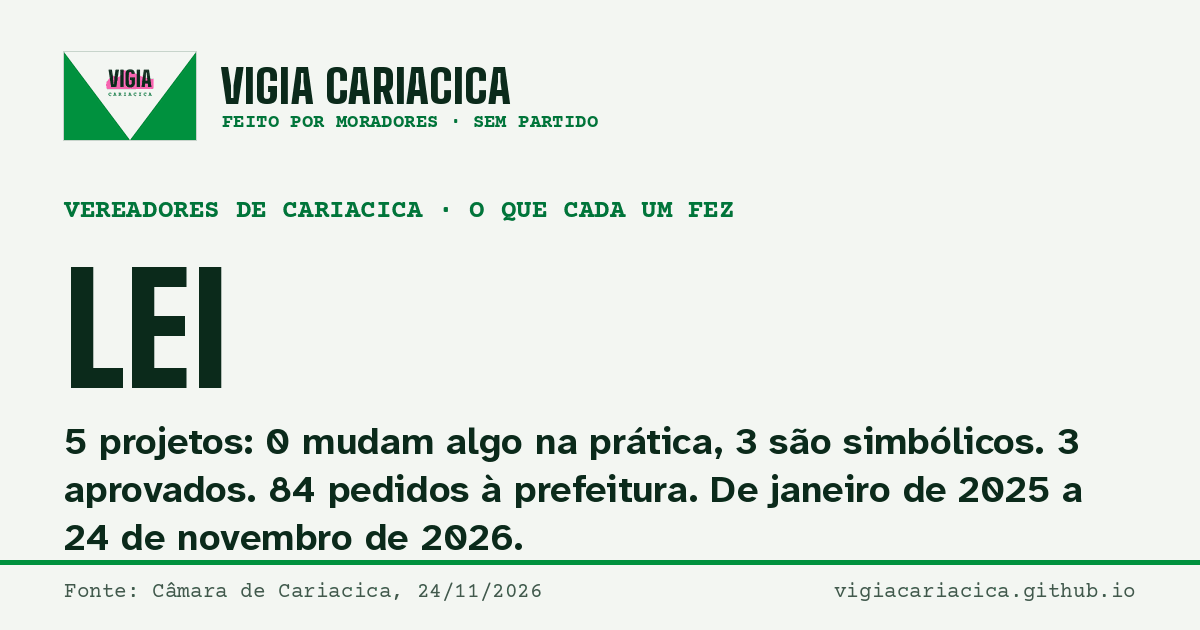 VIGIA
CARIACICA
VIGIA CARIACICA
FEITO POR MORADORES · SEM PARTIDO
VEREADORES DE CARIACICA · O QUE CADA UM FEZ
LEI
5 projetos: 0 mudam algo na prática, 3 são simbólicos. 3
aprovados. 84 pedidos à prefeitura. De janeiro de 2025 a
24 de novembro de 2026.
Fonte: Câmara de Cariacica, 24/11/2026
vigiacariacica.github.io